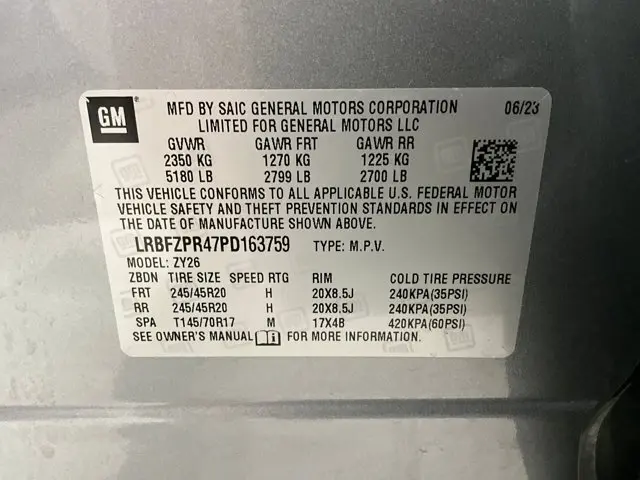 GM
MFD BY SAIC GENERAL MOTORS CORPORATION 06/23
LIMITED FOR GENERAL MOTORS LLC
GVWR GAWR FRT GAWR RR
2350 KG 1270 KG 1225 KG
5180 LB 2799 LB 2700 LB
THIS VEHICLE CONFORMS TO ALL APPLICABLE U.S. FEDERAL MOTOR
VEHICLE SAFETY AND THEFT PREVENTION STANDARDS IN EFFECT ON
THE DATE OF MANUFACTURE SHOWN ABOVE.
LRBFZPR47PD163759 TYPE: M.P.V.
MODEL: ZY26
ZBDN TIRE SIZE SPEED RTG RIM COLD TIRE PRESSURE
FRT 245/45R20 H 20X8.5J 240KPA(35PSI)
RR 245/45R20 H 20X8.5J 240KPA(35PSI)
SPA T145/70R17 M 17X4B 420KPA(60PSI)
SEE OWNER'S MANUAL FOR MORE INFORMATION.